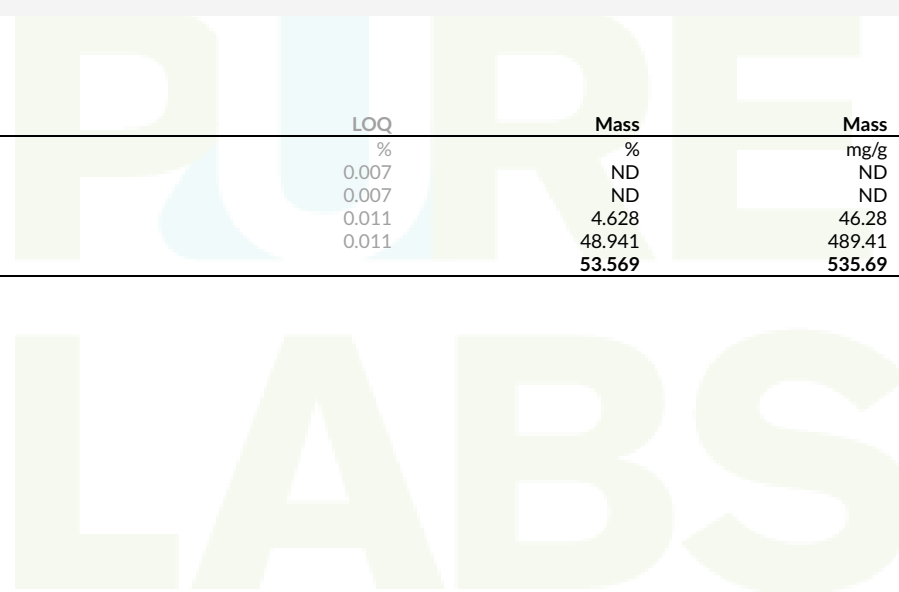 PURE
LOQ Mass Mass
% % mg/g
0.007 ND ND
0.007 ND ND
0.011 4.628 46.28
0.011 48.941 489.41
53.569 535.69
LABS